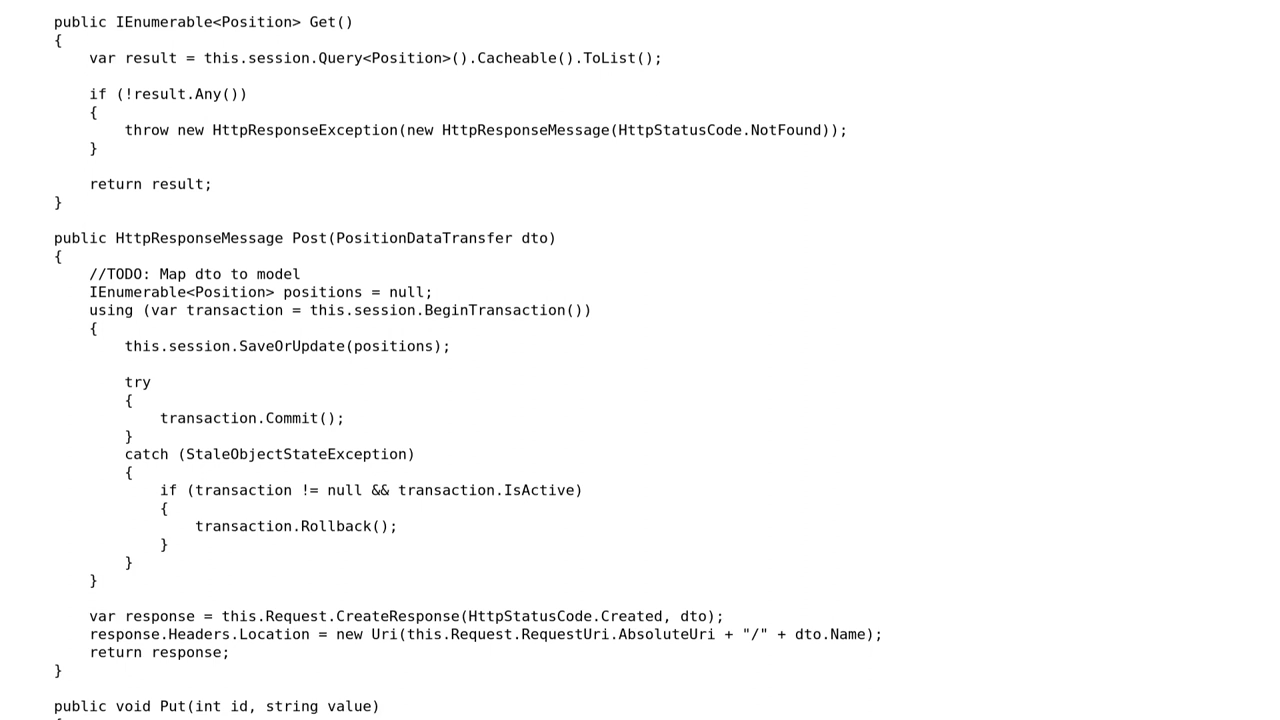 public IEnumerable<Position> Get()
{
    var result = this.session.Query<Position>().Cacheable().ToList();

    if (!result.Any())
    {
        throw new HttpResponseException(new HttpResponseMessage(HttpStatusCode.NotFound));
    }

    return result;
}

public HttpResponseMessage Post(PositionDataTransfer dto)
{
    //TODO: Map dto to model
    IEnumerable<Position> positions = null;
    using (var transaction = this.session.BeginTransaction())
    {
        this.session.SaveOrUpdate(positions);

        try
        {
            transaction.Commit();
        }
        catch (StaleObjectStateException)
        {
            if (transaction != null && transaction.IsActive)
            {
                transaction.Rollback();
            }
        }
    }

    var response = this.Request.CreateResponse(HttpStatusCode.Created, dto);
    response.Headers.Location = new Uri(this.Request.RequestUri.AbsoluteUri + "/" + dto.Name);
    return response;
}

public void Put(int id, string value)